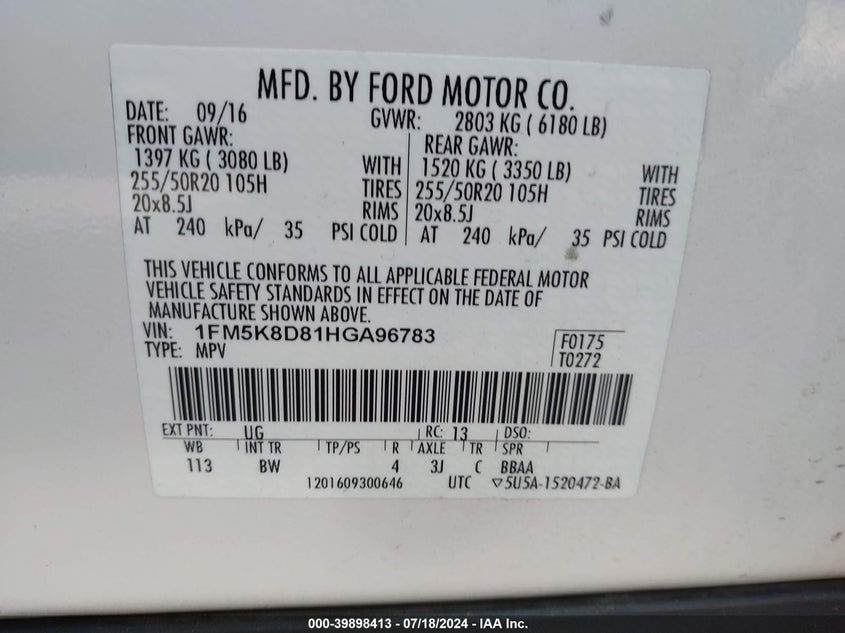 MFD. BY FORD MOTOR CO.
DATE: 09/16 GVWR: 2803 KG ( 6180 LB)
FRONT GAWR: REAR GAWR:
1397 KG ( 3080 LB) WITH 1520 KG ( 3350 LB) WITH
255/50R20 105H TIRES 255/50R20 105H TIRES
20x8.5J RIMS 20x8.5J RIMS
AT 240 kPa/ 35 PSI COLD AT 240 kPa/ 35 PSI COLD
THIS VEHICLE CONFORMS TO ALL APPLICABLE FEDERAL MOTOR
VEHICLE SAFETY STANDARDS IN EFFECT ON THE DATE OF
MANUFACTURE SHOWN ABOVE.
VIN: 1FM5K8D81HGA96783 F0175
TYPE: MPV T0272
EXT PNT: UG RC: 13 DSO:
WB INT TR TP/PS R AXLE TR SPR
113 BW 4 3J C BBAA
1201609300646 UTC ▽5U5A-1520472-BA
000-39898413 - 07/18/2024 - IAA Inc.